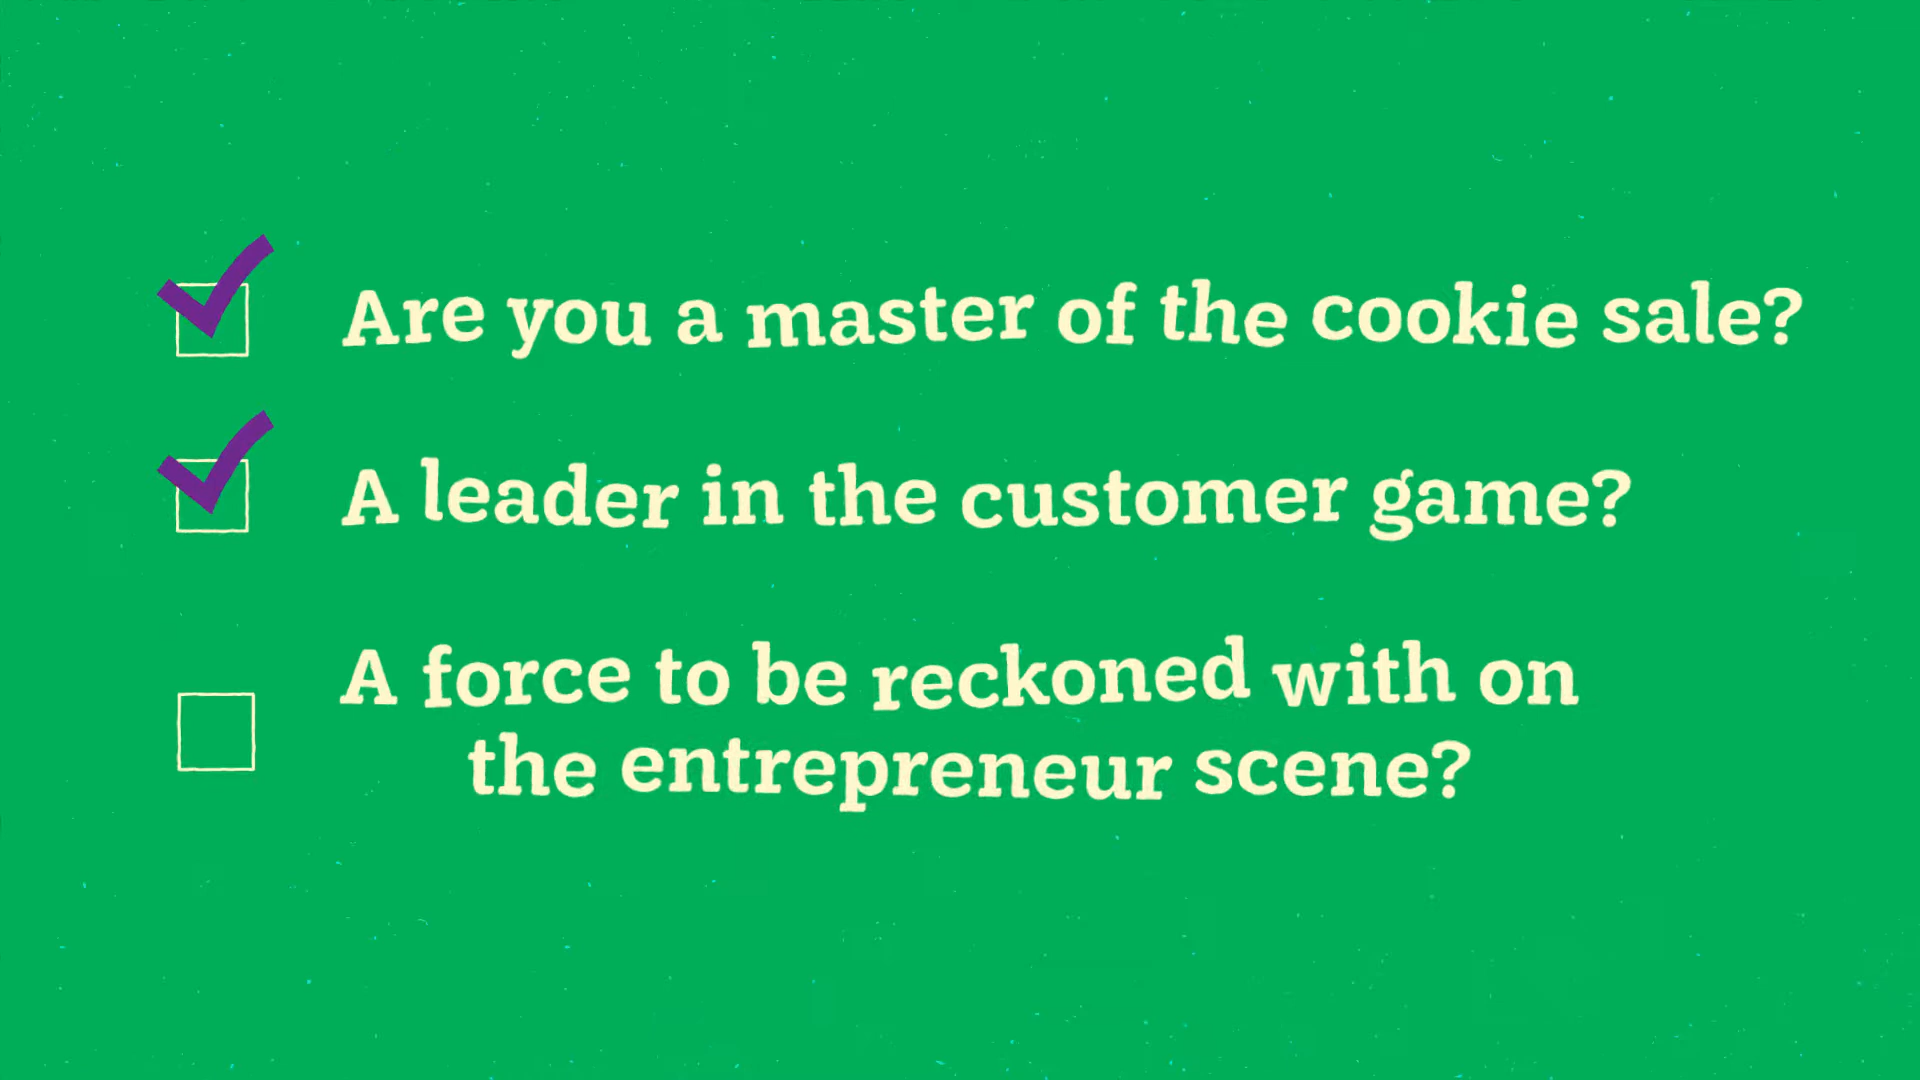 Are you a master of the cookie sale?
A leader in the customer game?
A force to be reckoned with on
the entrepreneur scene?